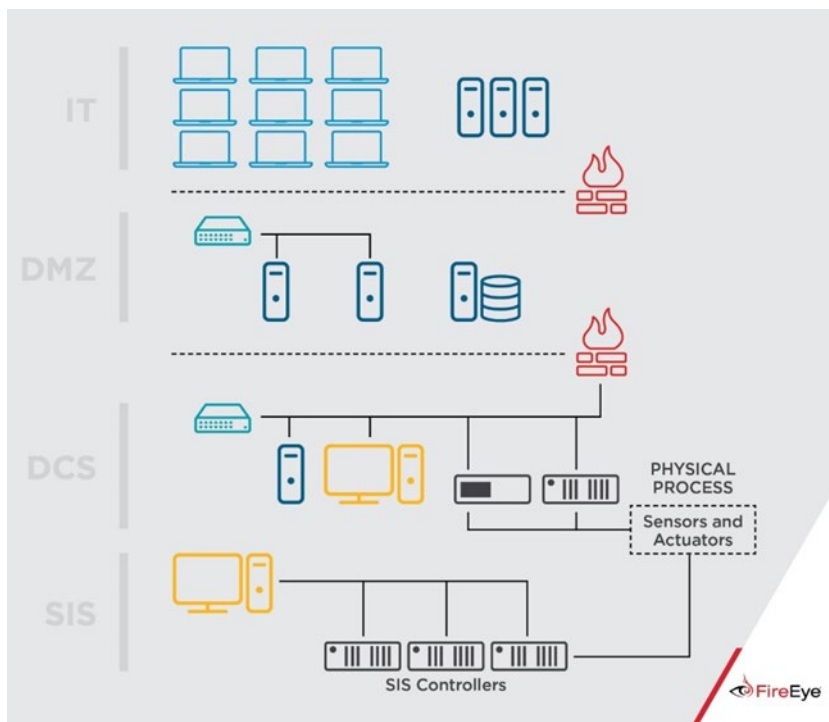 IT
DMZ
DCS
PHYSICAL
PROCESS
Sensors and
Actuators
SIS
SIS Controllers
FireEye